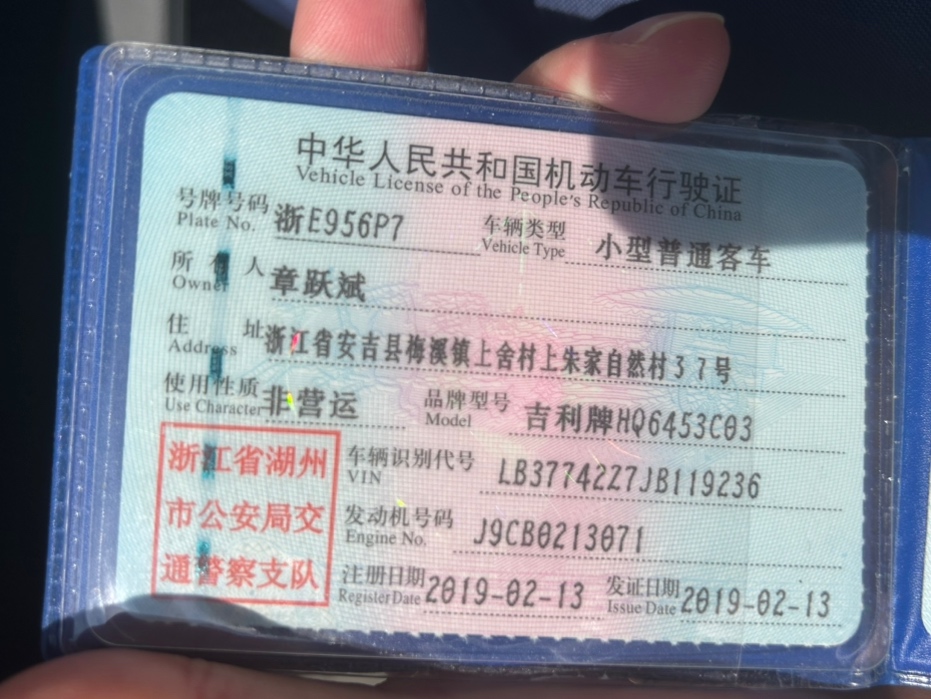 中华人民共和国机动车行驶证
Vehicle License of the People's Republic of China
号牌号码 浙E956P7 车辆类型 小型普通客车
Plate No. Vehicle Type
所有人 章跃斌
Owner
住址 浙江省安吉县梅溪镇上舍村上朱家自然村37号
Address
使用性质 非营运 品牌型号 吉利牌HQ6453C03
Use Character Model
浙江省湖州
市公安局交
通警察支队
车辆识别代号 LB37742Z7JB119236
VIN
发动机号码 J9CB0213071
Engine No.
注册日期 2019-02-13 发证日期 2019-02-13
Register Date Issue Date